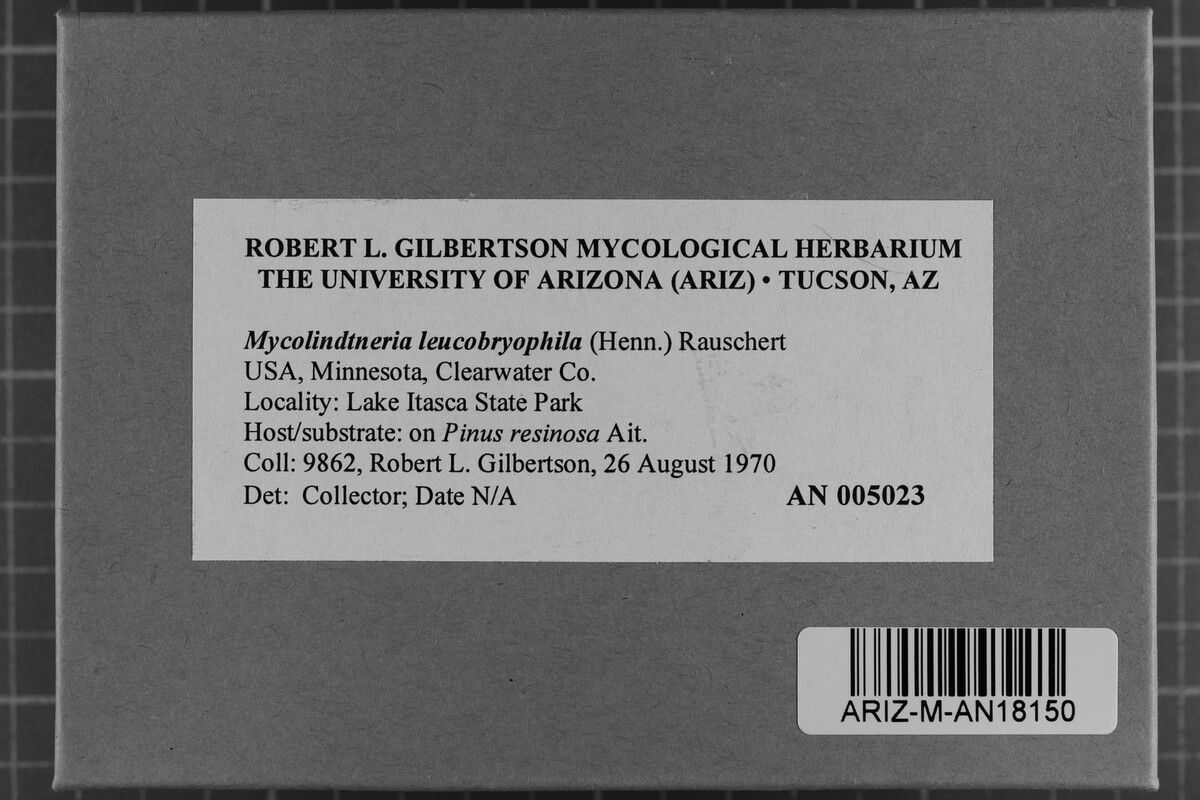 ROBERT L. GILBERTSON MYCOLOGICAL HERBARIUM
THE UNIVERSITY OF ARIZONA (ARIZ) • TUCSON, AZ
Mycolindtneria leucobryophila (Henn.) Rauschert
USA, Minnesota, Clearwater Co.
Locality: Lake Itasca State Park
Host/substrate: on Pinus resinosa Ait.
Coll: 9862, Robert L. Gilbertson, 26 August 1970
Det: Collector; Date N/A AN 005023
ARIZ-M-AN18150